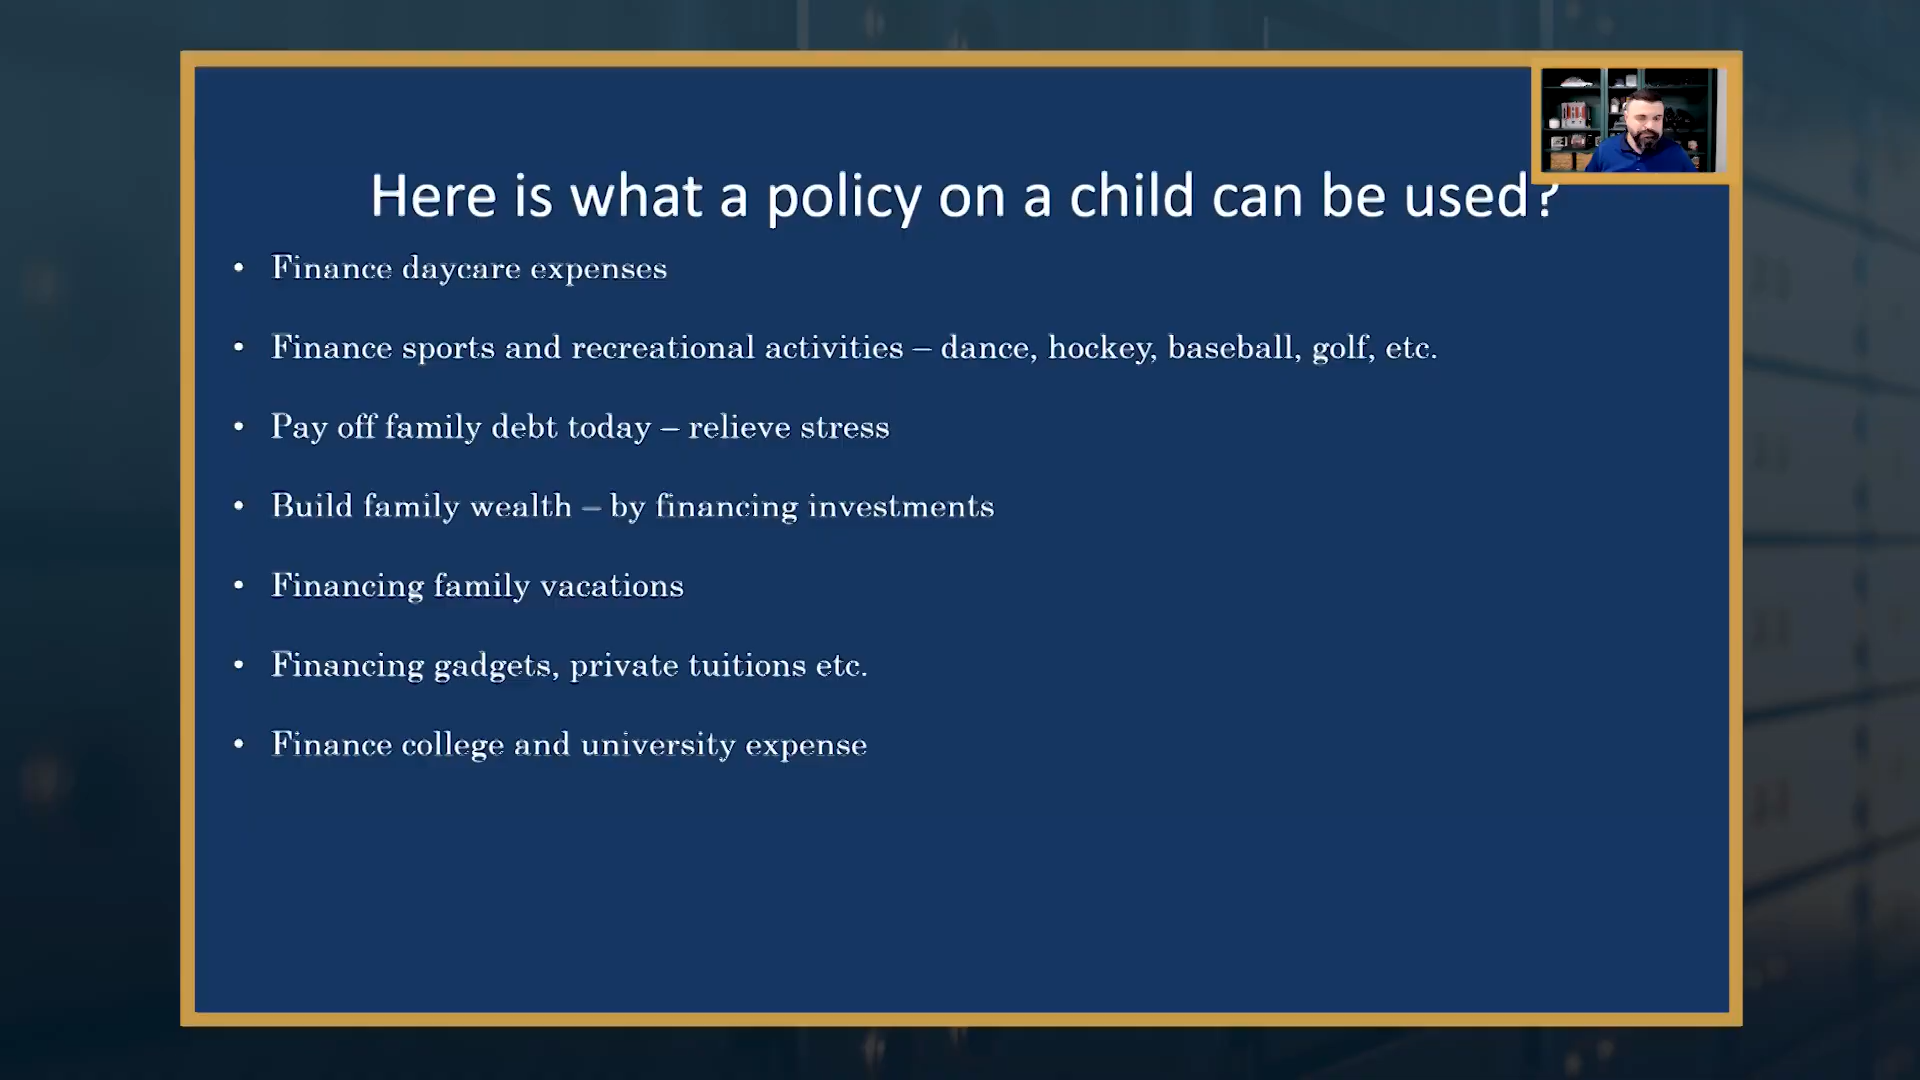 Here is what a policy on a child can be used?
• Finance daycare expenses
• Finance sports and recreational activities – dance, hockey, baseball, golf, etc.
• Pay off family debt today – relieve stress
• Build family wealth – by financing investments
• Financing family vacations
• Financing gadgets, private tuitions etc.
• Finance college and university expense